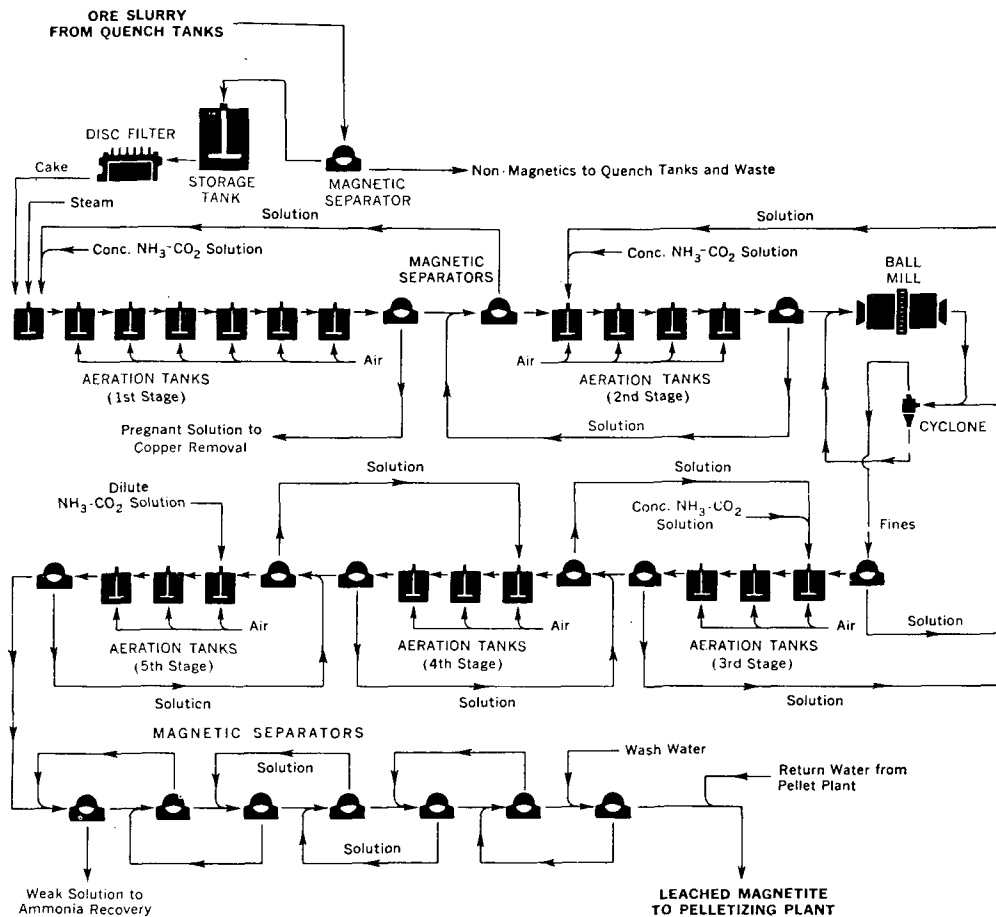 ORE SLURRY
FROM QUENCH TANKS
DISC FILTER
Cake
STORAGE
TANK
MAGNETIC
SEPARATOR
Non-Magnetics to Quench Tanks and Waste
Steam
Solution
Solution
Conc. NH₃-CO₂ Solution
MAGNETIC
SEPARATORS
Conc. NH₃-CO₂ Solution
BALL
MILL
Air
AERATION TANKS
(1st Stage)
Air
AERATION TANKS
(2nd Stage)
CYCLONE
Pregnant Solution to
Copper Removal
Solution
Solution
Solution
Dilute
NH₃-CO₂ Solution
Conc. NH₃-CO₂
Solution
Fines
Air
AERATION TANKS
(5th Stage)
Air
AERATION TANKS
(4th Stage)
Air
AERATION TANKS
(3rd Stage)
Solution
Solution
Solution
Solution
MAGNETIC SEPARATORS
Solution
Wash Water
Return Water from
Pellet Plant
Solution
Weak Solution to
Ammonia Recovery
LEACHED MAGNETITE
TO PELLETIZING PLANT